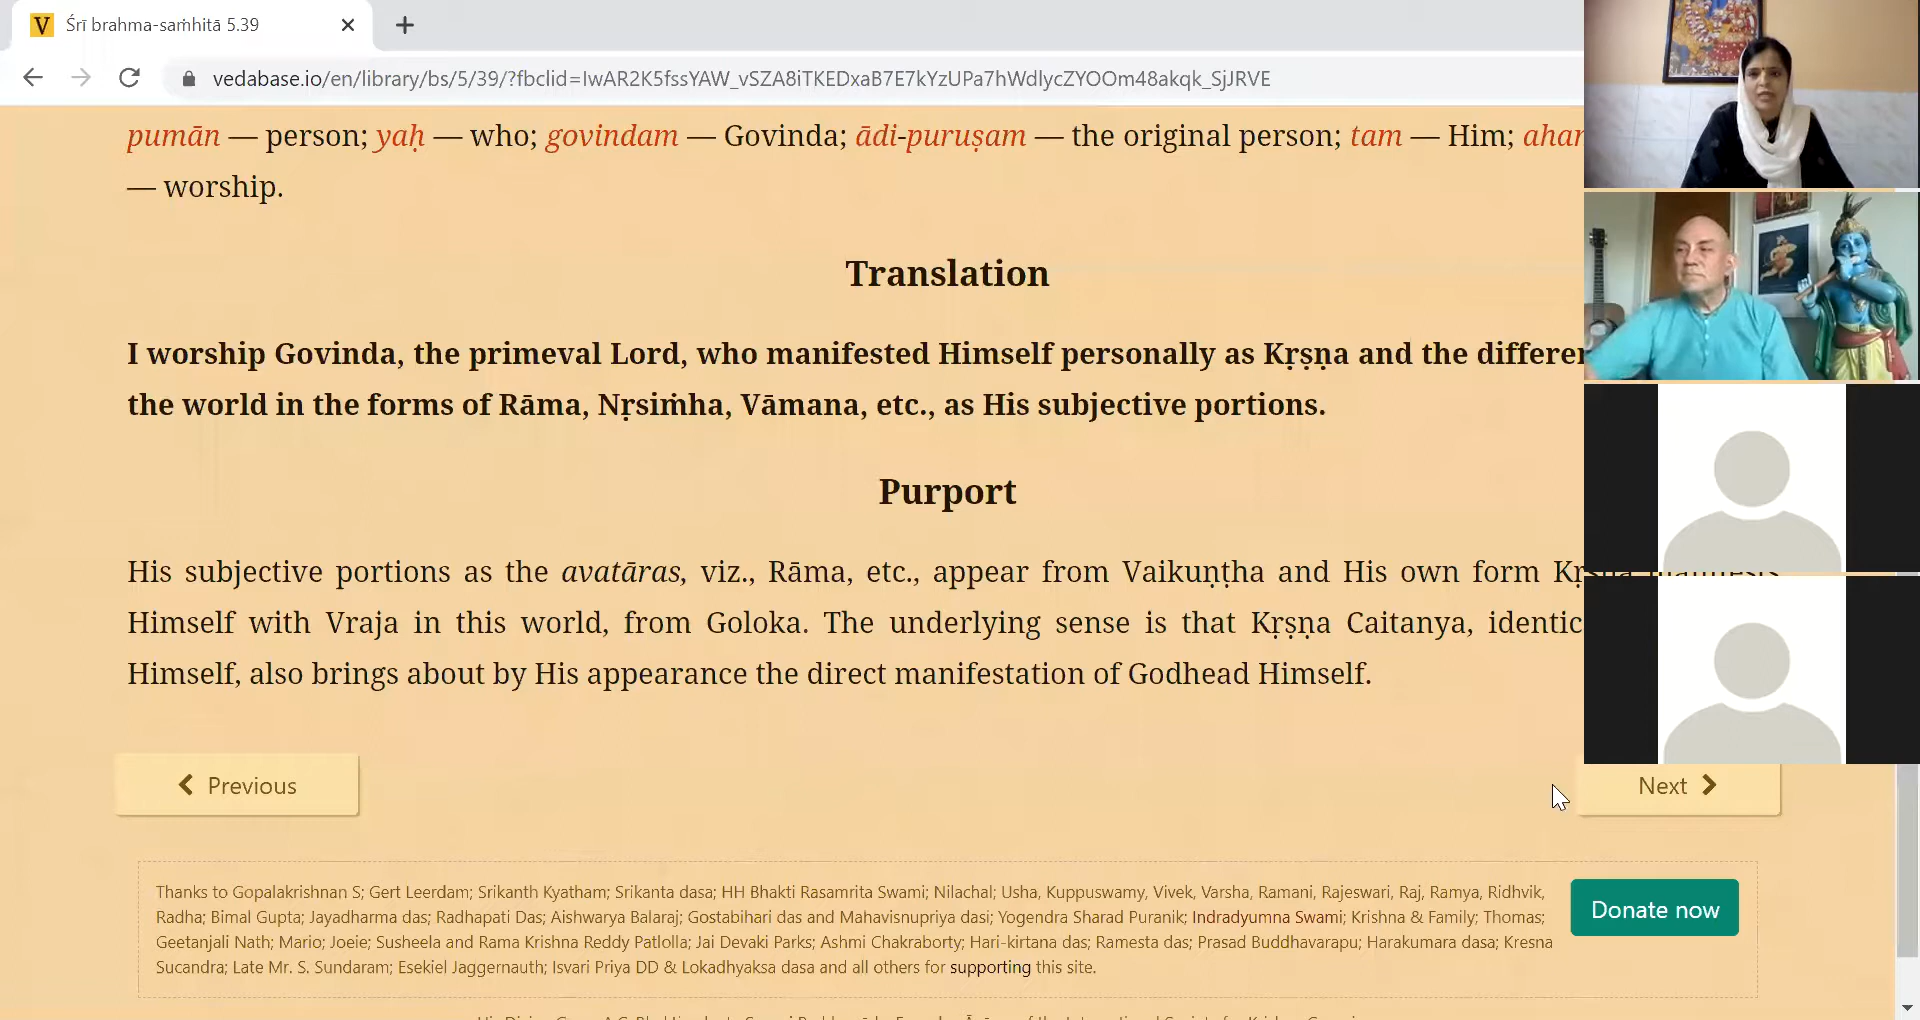 Śrī brahma-saṁhitā 5.39
vedabase.io/en/library/bs/5/39/?fbclid=IwAR2K5fssYAW_vSZA8iTKEDxaB7E7kYzUPa7hWdlycZYOOm48akqk_SjJRVE
pumān — person; yaḥ — who; govindam — Govinda; ādi-puruṣam — the original person; tam — Him;
— worship.
Translation
I worship Govinda, the primeval Lord, who manifested Himself personally as Kṛṣṇa and the
the world in the forms of Rāma, Nṛsiṁha, Vāmana, etc., as His subjective portions.
Purport
His subjective portions as the avatāras, viz., Rāma, etc., appear from Vaikuṇṭha and His own form
Himself with Vraja in this world, from Goloka. The underlying sense is that Kṛṣṇa Caitanya,
Himself, also brings about by His appearance the direct manifestation of Godhead Himself.
Previous
Next
Thanks to Gopalakrishnan S; Gert Leerdam; Srikanth Kyatham; Srikanta dasa; HH Bhakti Rasamrita Swami; Nilachal; Usha, Kuppuswamy, Vivek, Varsha, Ramani, Rajeswari, Raj, Ramya, Ridhvik,
Radha; Bimal Gupta; Jayadharma das; Radhapati Das; Aishwarya Balaraj; Gostabihari das and Mahavisnupriya dasi; Yogendra Sharad Puranik; Indradyumna Swami; Krishna & Family; Thomas;
Geetanjali Nath; Mario; Joeie; Susheela and Rama Krishna Reddy Patlolla; Jai Devaki Parks; Ashmi Chakraborty; Hari-kirtana das; Ramesta das; Prasad Buddhavarapu; Harakumara dasa; Kresna
Sucandra; Late Mr. S. Sundaram; Esekiel Jaggernauth; Isvari Priya DD & Lokadhyaksa dasa and all others for supporting this site.
Donate now